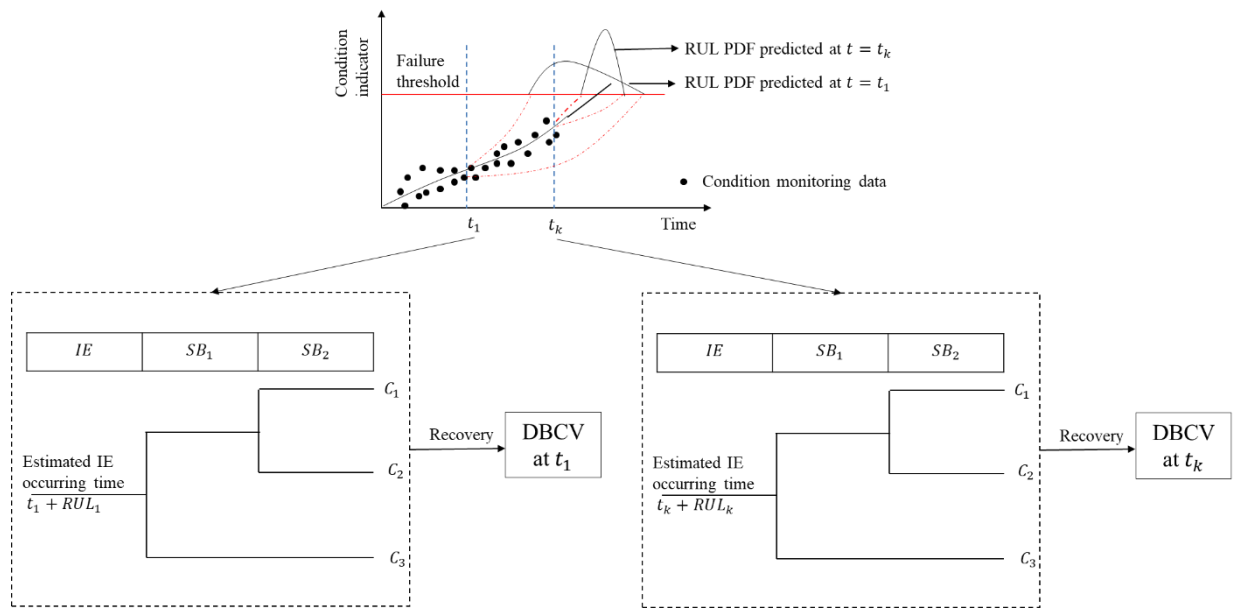 Condition
indicator
Failure
threshold
RUL PDF predicted at t = t_k
RUL PDF predicted at t = t_1
Condition monitoring data
t_1
t_k
Time
IE
SB_1
SB_2
C_1
Estimated IE
occurring time
t_1 + RUL_1
C_2
C_3
Recovery
DBCV
at t_1
IE
SB_1
SB_2
C_1
Estimated IE
occurring time
t_k + RUL_k
C_2
C_3
Recovery
DBCV
at t_k